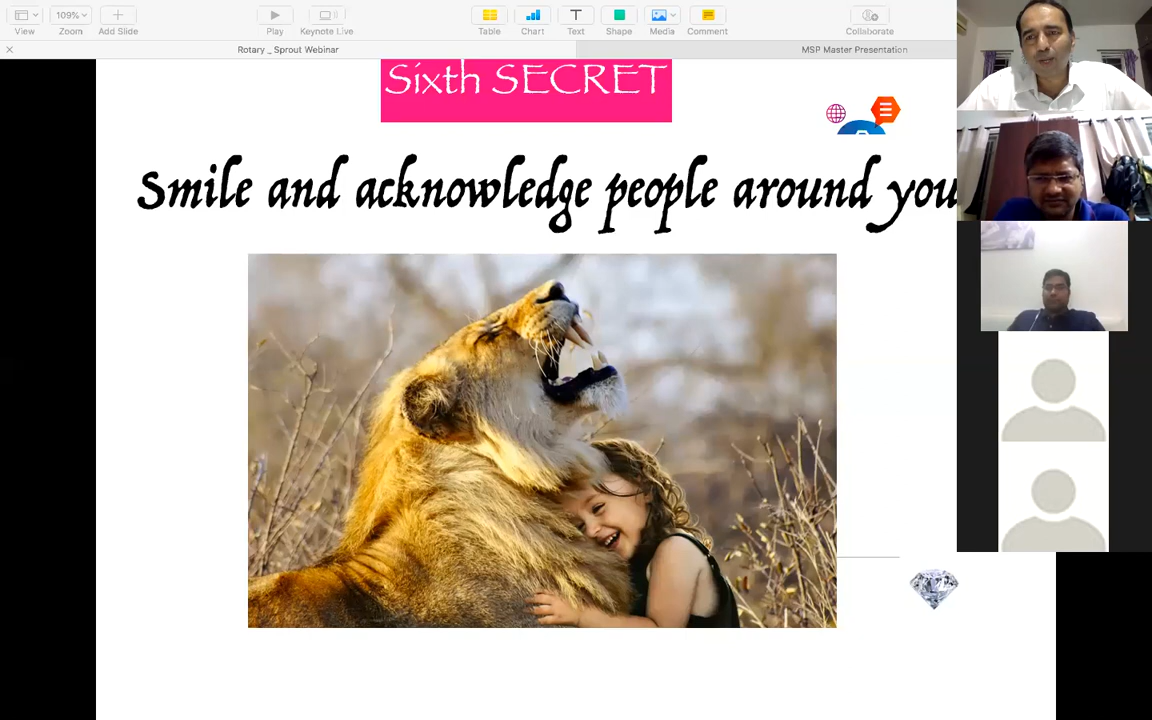 View
109%
Zoom
Add Slide
Play
Keynote Live
Table
Chart
Text
Shape
Media
Comment
Collaborate
Rotary _ Sprout Webinar
MSP Master Presentation
Sixth SECRET
Smile and acknowledge people around you